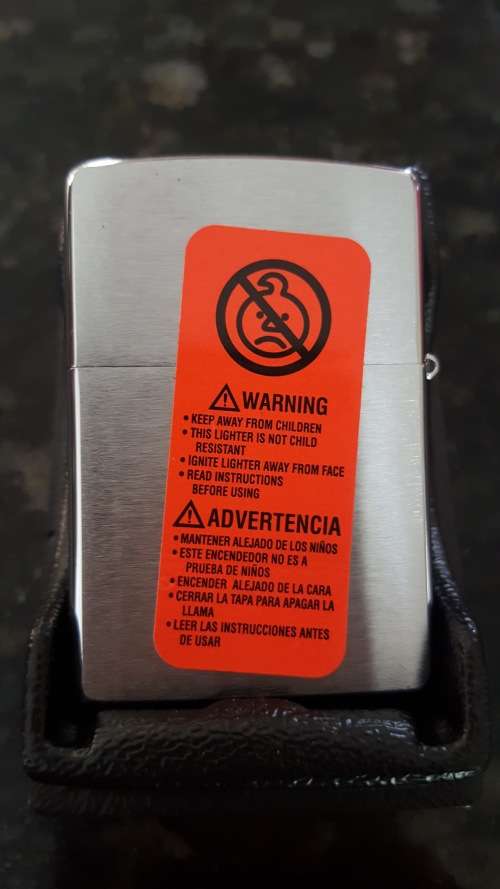 WARNING
• KEEP AWAY FROM CHILDREN
• THIS LIGHTER IS NOT CHILD
RESISTANT
• IGNITE LIGHTER AWAY FROM FACE
• READ INSTRUCTIONS
BEFORE USING
ADVERTENCIA
• MANTENER ALEJADO DE LOS NIÑOS
• ESTE ENCENDEDOR NO ES A
PRUEBA DE NIÑOS
• ENCENDER ALEJADO DE LA CARA
• CERRAR LA TAPA PARA APAGAR LA
LLAMA
• LEER LAS INSTRUCCIONES ANTES
DE USAR